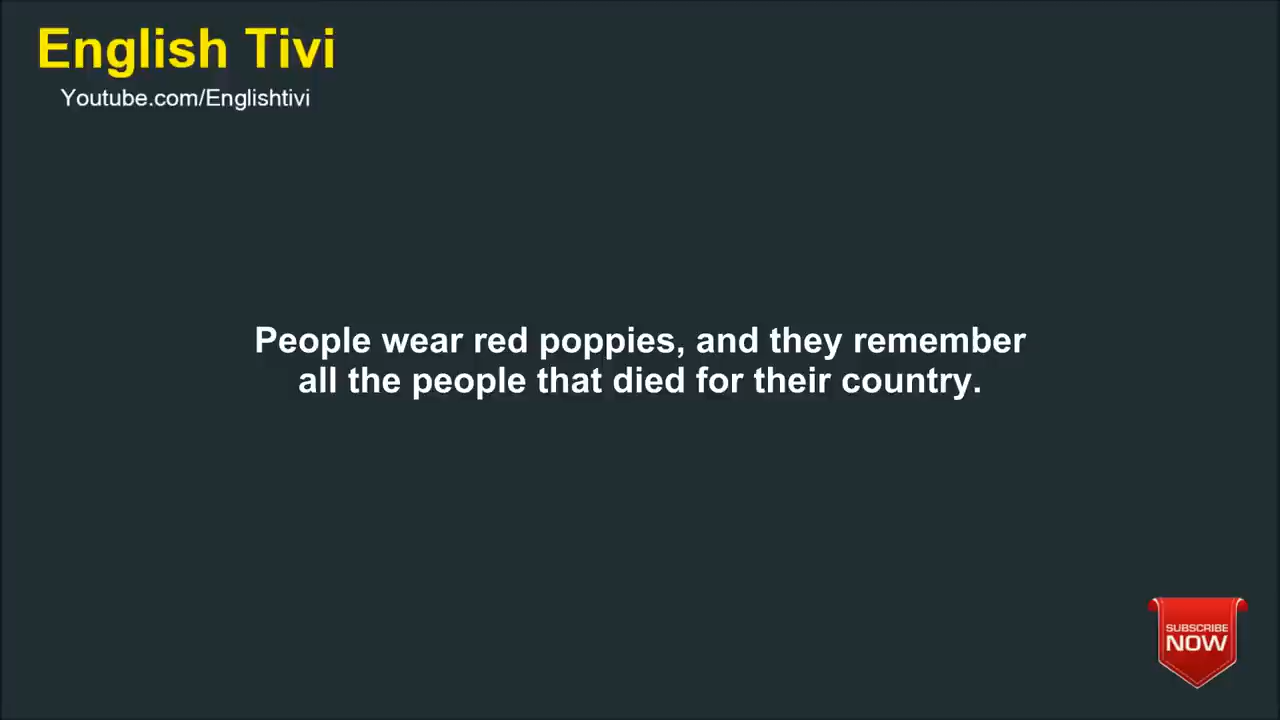 English Tivi
Youtube.com/Englishtivi
People wear red poppies, and they remember
all the people that died for their country.
SUBSCRIBE
NOW